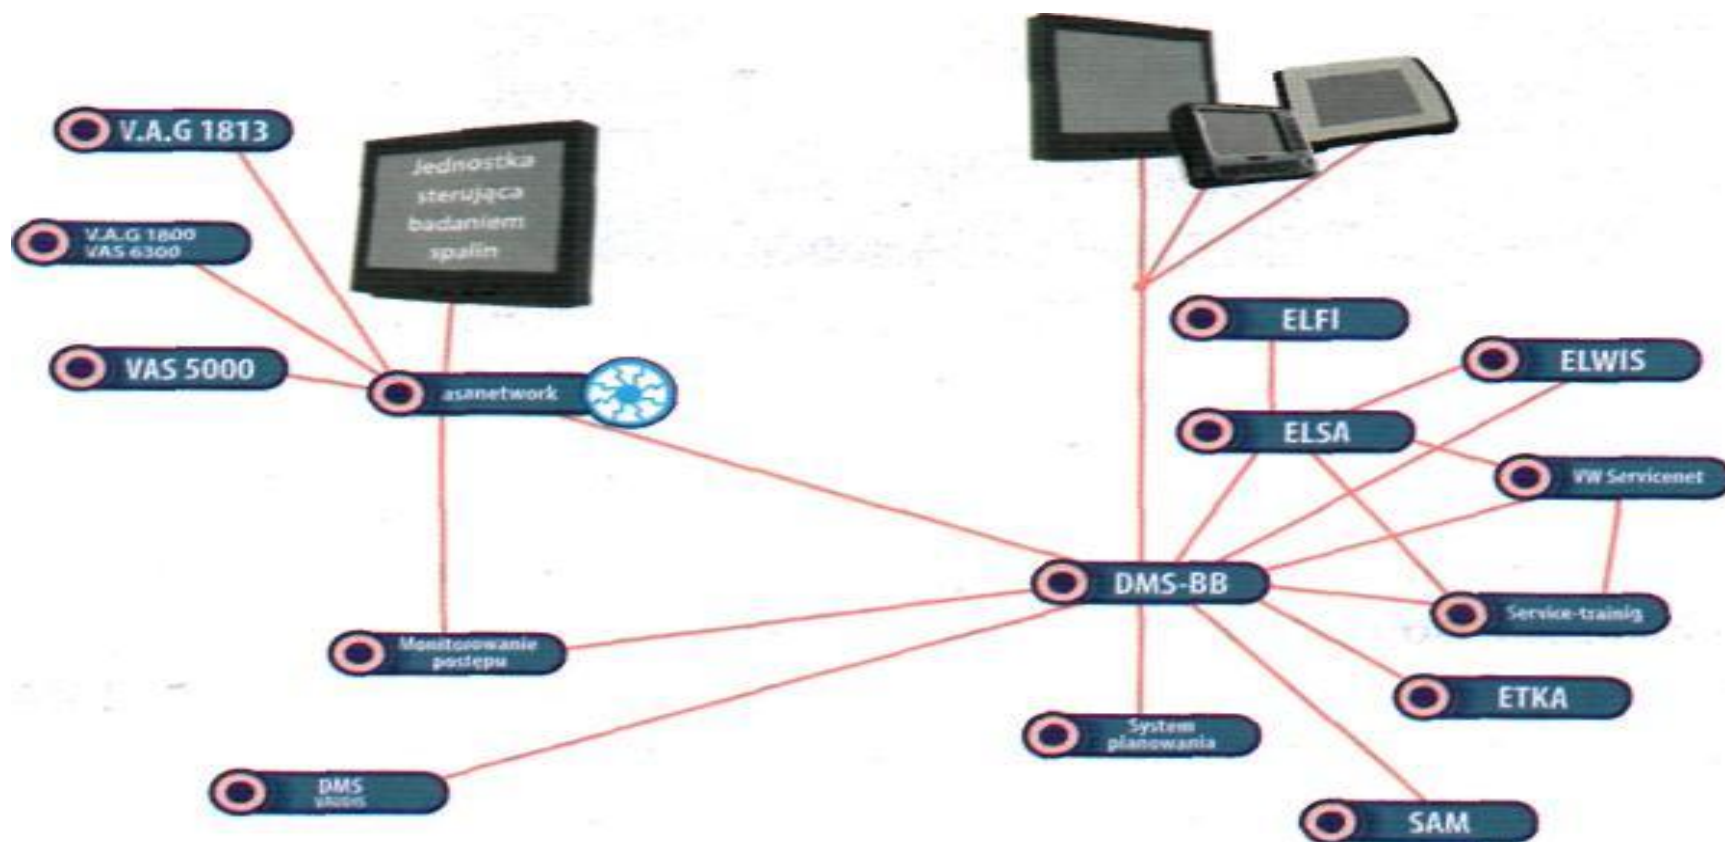 V.A.G 1813
Jednostka
sterująca
badaniem
spalin
V.A.G 1800
VAS 6300
VAS 5000
asanetwork
ELFI
ELWIS
ELSA
VW Servicenet
DMS-BB
Service-trainig
Monitorowanie
postępu
ETKA
System
planowania
DMS
SAM